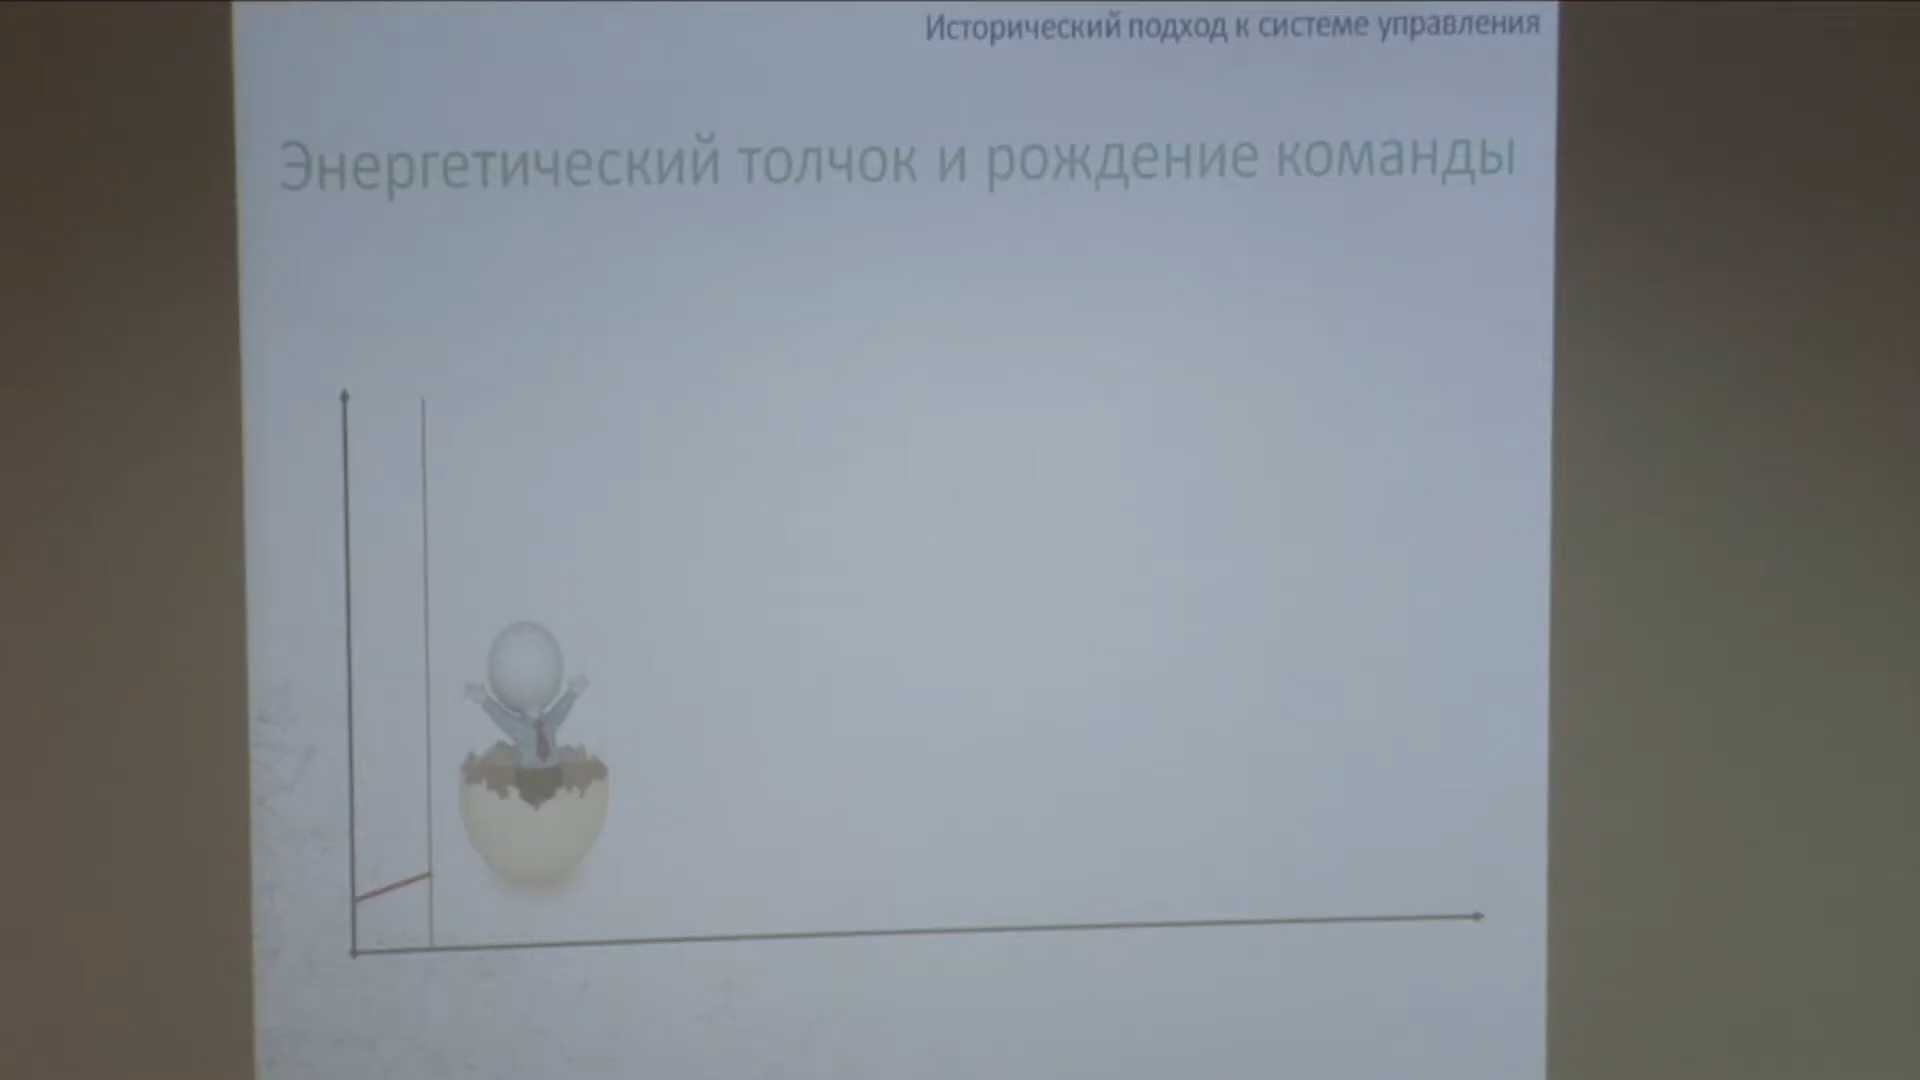 Исторический подход к системе управления
Энергетический толчок и рождение команды